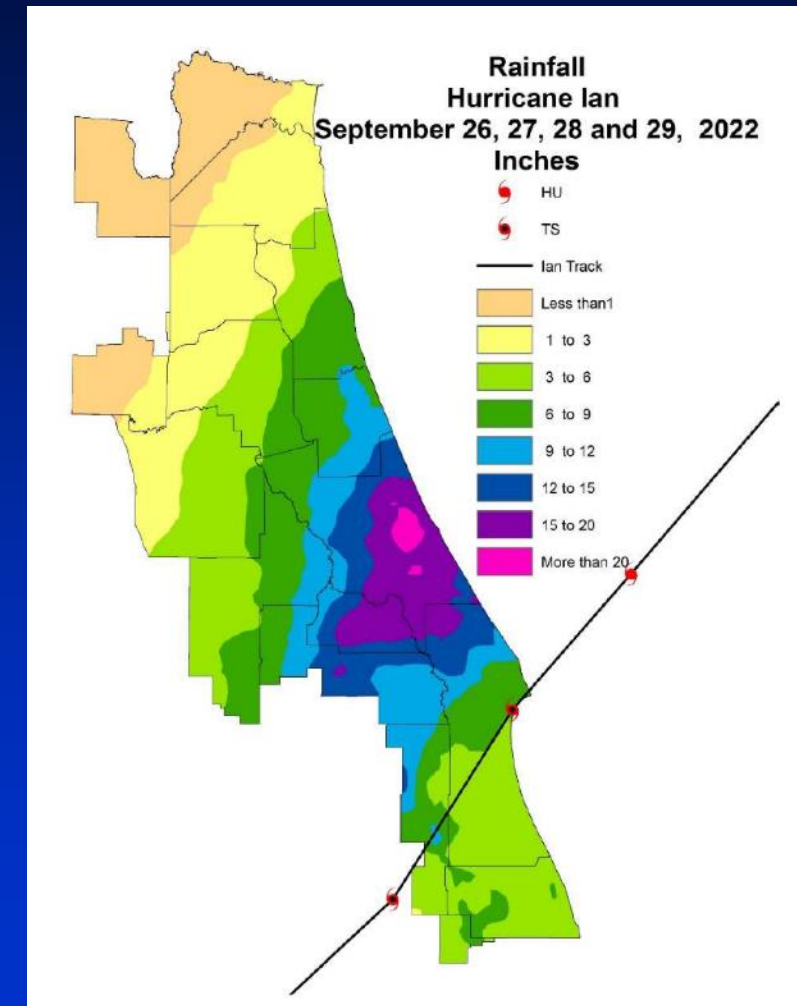 Rainfall
Hurricane Ian
September 26, 27, 28 and 29, 2022
Inches
HU
TS
Ian Track
Less than1
1 to 3
3 to 6
6 to 9
9 to 12
12 to 15
15 to 20
More than 20